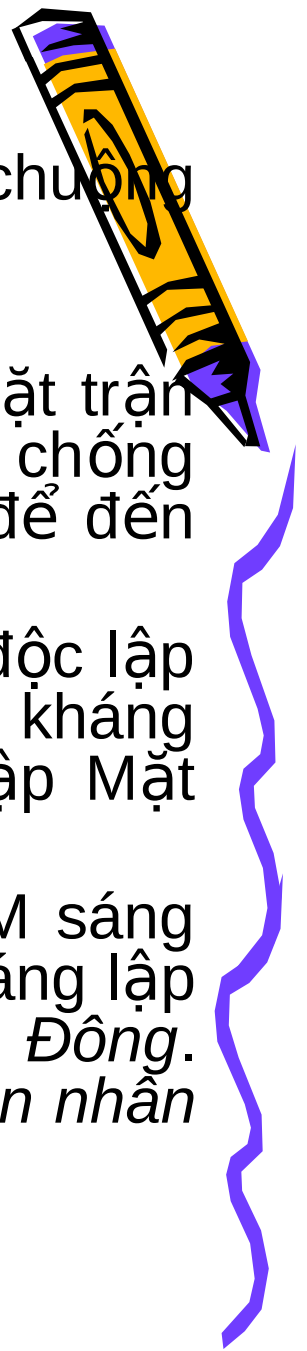 chuộng
ặt trận
chống
để đến
độc lập
kháng
ập Mặt
M sáng
áng lập
Đông.
n nhân